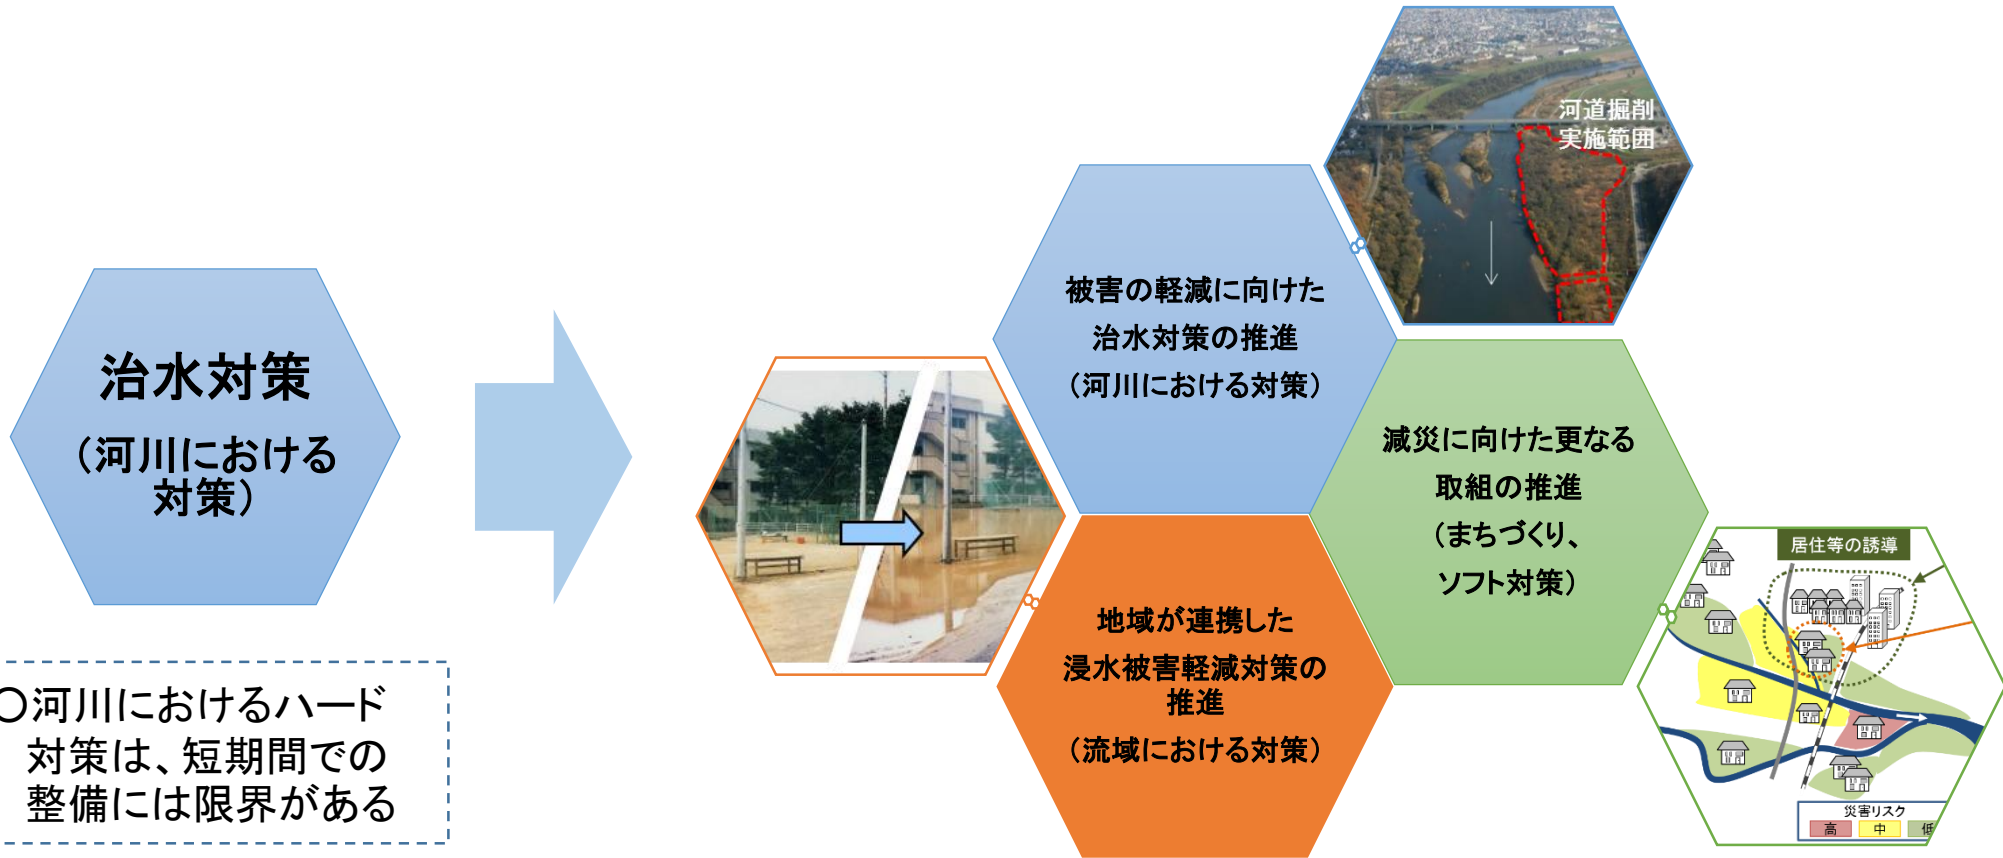 治水対策
（河川における
対策）
○河川におけるハード
対策は、短期間での
整備には限界がある
河道掘削
実施範囲
被害の軽減に向けた
治水対策の推進
（河川における対策）
減災に向けた更なる
取組の推進
（まちづくり、
ソフト対策）
地域が連携した
浸水被害軽減対策の
推進
（流域における対策）
居住等の誘導
災害リスク
高 中 低